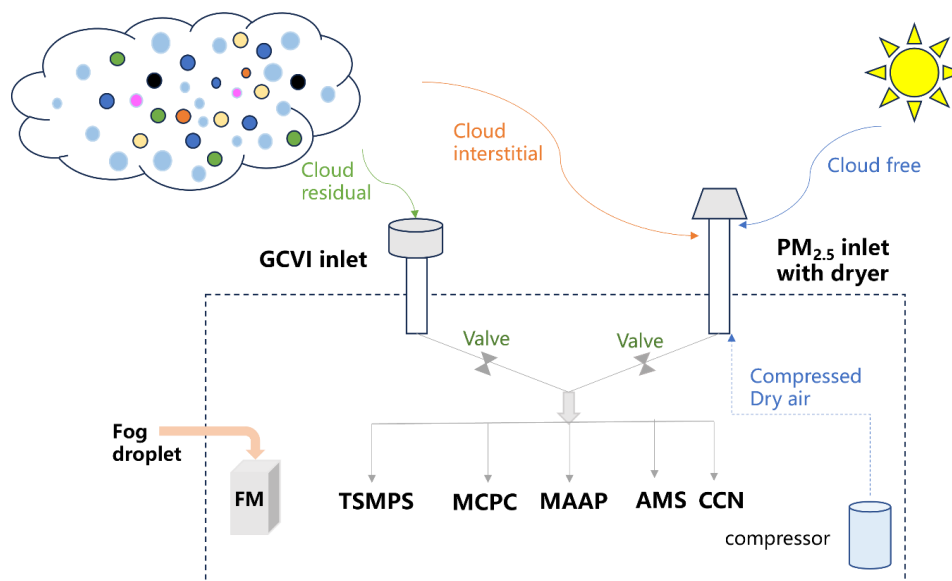 Cloud
interstitial
Cloud free
Cloud
residual
GCVI inlet
PM2.5 inlet
with dryer
Valve
Valve
Compressed
Dry air
Fog
droplet
FM
TSMPS
MCPC
MAAP
AMS
CCN
compressor